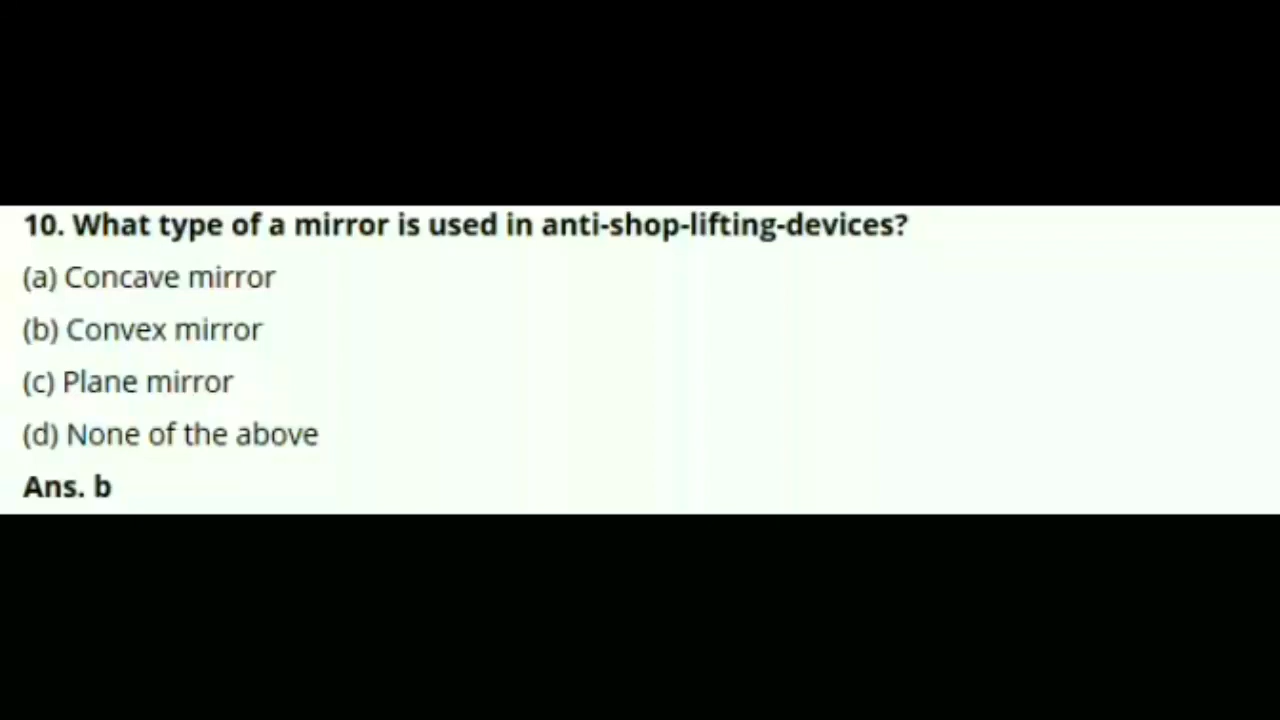 10. What type of a mirror is used in anti-shop-lifting-devices?
(a) Concave mirror
(b) Convex mirror
(c) Plane mirror
(d) None of the above
Ans. b